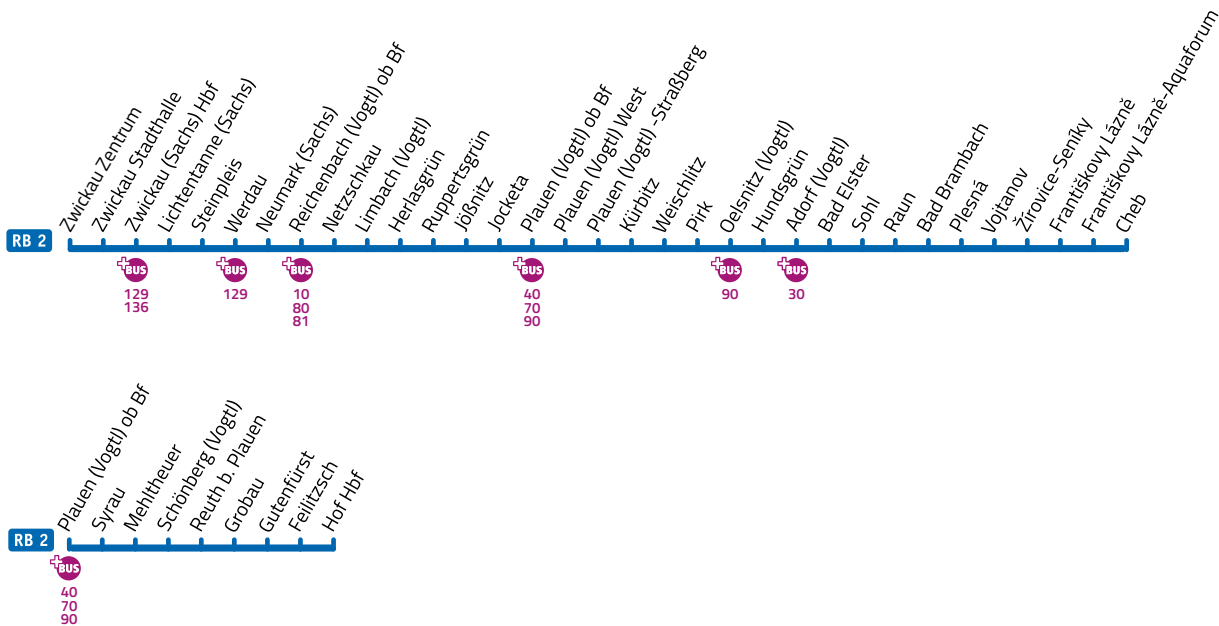 RB 2
Zwickau Zentrum
Zwickau Stadthalle
Zwickau (Sachs) Hbf
Lichtentanne (Sachs)
Steinpleis
Werdau
Neumark (Sachs)
Reichenbach (Vogtl) ob Bf
Netzschkau
Limbach (Vogtl)
Herlasgrün
Ruppertsgrün
Jößnitz
Jocketa
Plauen (Vogtl) ob Bf
Plauen (Vogtl) West
Plauen (Vogtl) -Straßberg
Kürbitz
Weischlitz
Pirk
Oelsnitz (Vogtl)
Hundsgrün
Adorf (Vogtl)
Bad Elster
Sohl
Raun
Bad Brambach
Plesná
Vojtanov
Žírovice-Seníky
Františkovy Lázně
Františkovy Lázně-Aquaforum
Cheb
+BUS
129
136
+BUS
129
+BUS
10
80
81
+BUS
40
70
90
+BUS
90
+BUS
30
RB 2
Plauen (Vogtl) ob Bf
Syrau
Mehltheuer
Schönberg (Vogtl)
Reuth b. Plauen
Grobau
Gutenfürst
Feilitzsch
Hof Hbf
+BUS
40
70
90